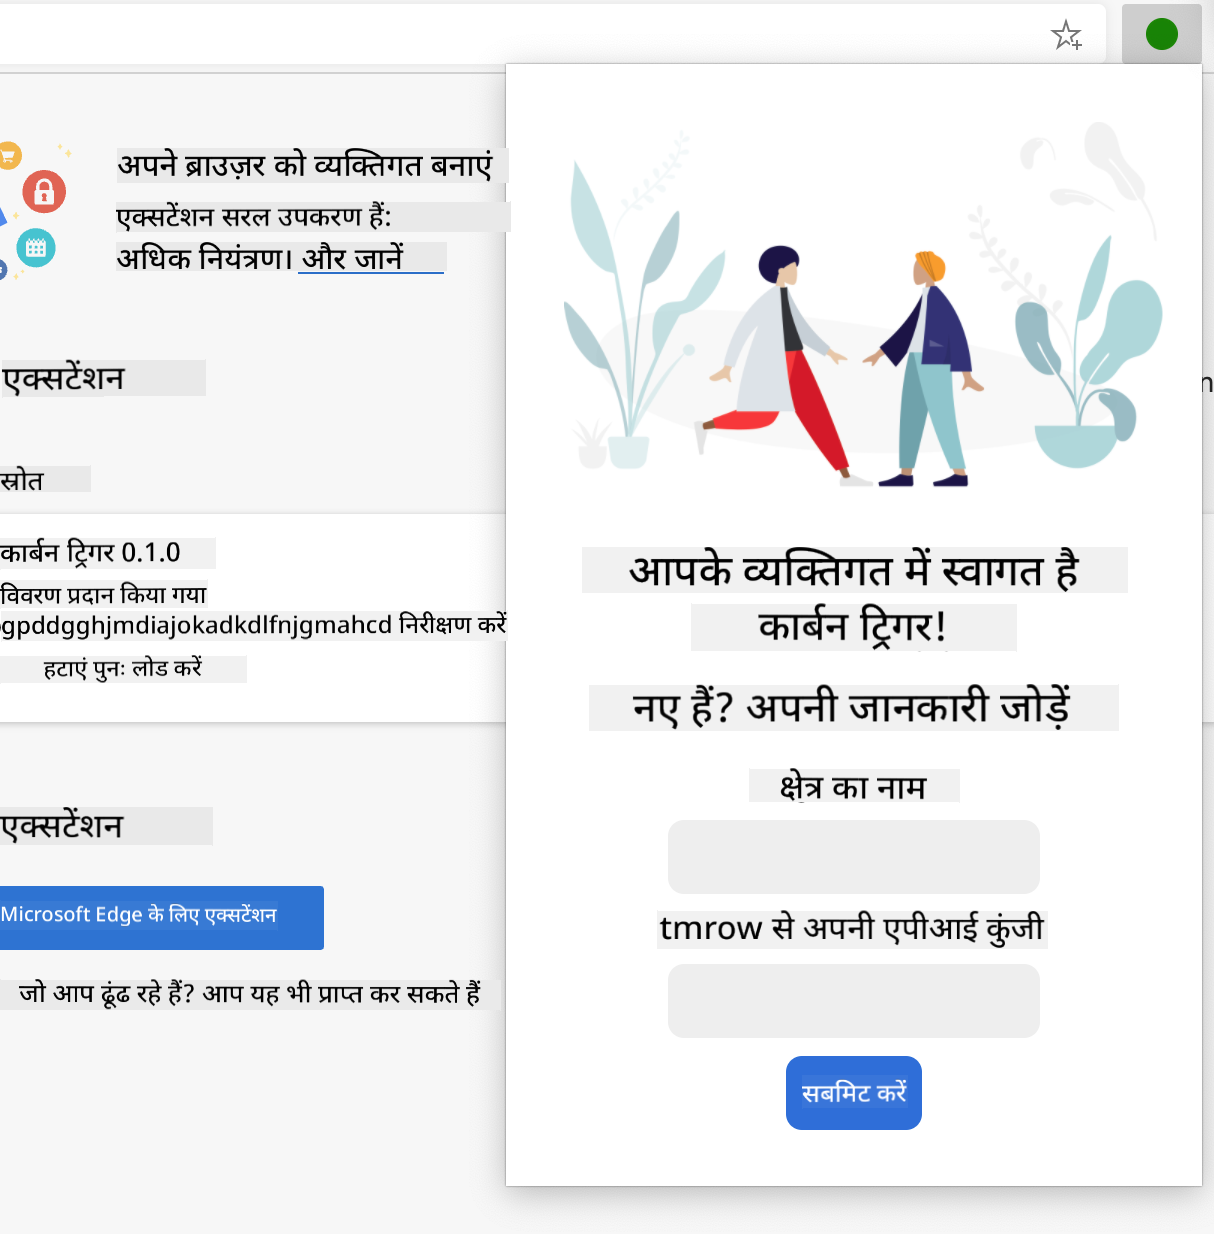 अपने ब्राउज़र को व्यक्तिगत बनाएं
एक्सटेंशन सरल उपकरण हैं:
अधिक नियंत्रण। और जानें
एक्सटेंशन
स्रोत
कार्बन ट्रिगर 0.1.0
विवरण प्रदान किया गया
gpddgghjmdiajokadkdlfnjgmahcd निरीक्षण करें
हटाएं पुनः लोड करें
एक्सटेंशन
Microsoft Edge के लिए एक्सटेंशन
जो आप ढूंढ रहे हैं? आप यह भी प्राप्त कर सकते हैं
आपके व्यक्तिगत में स्वागत है
कार्बन ट्रिगर!
नए हैं? अपनी जानकारी जोड़ें
क्षेत्र का नाम
tmrow से अपनी एपीआई कुंजी
सबमिट करें